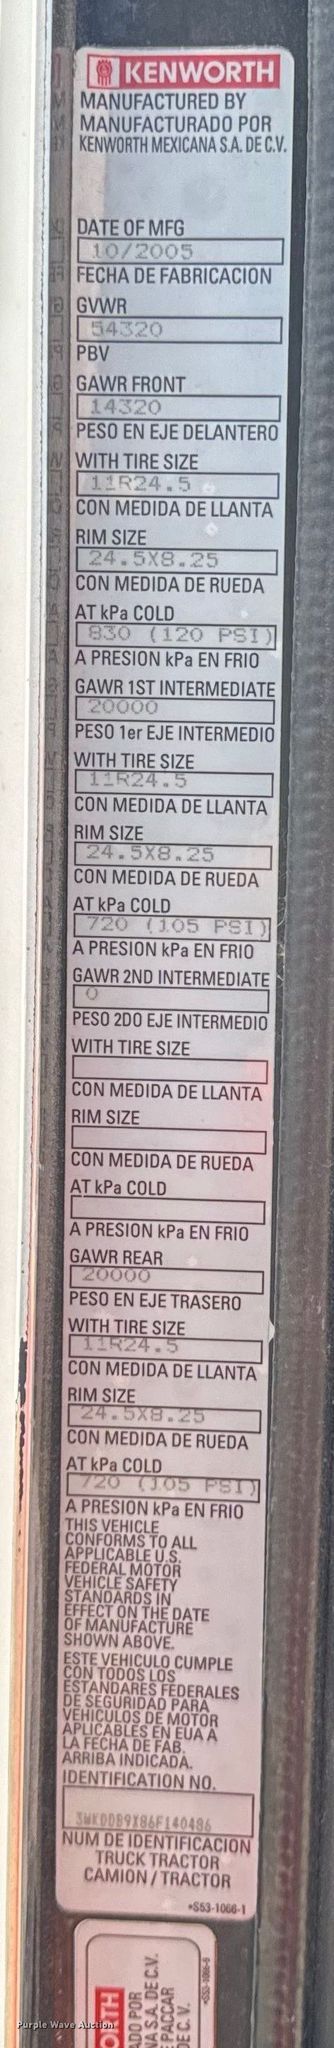 KENWORTH
MANUFACTURED BY
MANUFACTURADO POR
KENWORTH MEXICANA S.A. DE C.V.
DATE OF MFG
10/2005
FECHA DE FABRICACION
GVWR
54320
PBV
GAWR FRONT
14320
PESO EN EJE DELANTERO
WITH TIRE SIZE
11R24.5
CON MEDIDA DE LLANTA
RIM SIZE
24.5X8.25
CON MEDIDA DE RUEDA
AT kPa COLD
830 (120 PSI)
A PRESION kPa EN FRIO
GAWR 1ST INTERMEDIATE
20000
PESO 1er EJE INTERMEDIO
WITH TIRE SIZE
11R24.5
CON MEDIDA DE LLANTA
RIM SIZE
24.5X8.25
CON MEDIDA DE RUEDA
AT kPa COLD
720 (105 PSI)
A PRESION kPa EN FRIO
GAWR 2ND INTERMEDIATE
0
PESO 2DO EJE INTERMEDIO
WITH TIRE SIZE
CON MEDIDA DE LLANTA
RIM SIZE
CON MEDIDA DE RUEDA
AT kPa COLD
A PRESION kPa EN FRIO
GAWR REAR
20000
PESO EN EJE TRASERO
WITH TIRE SIZE
11R24.5
CON MEDIDA DE LLANTA
RIM SIZE
24.5X8.25
CON MEDIDA DE RUEDA
AT kPa COLD
720 (105 PSI)
A PRESION kPa EN FRIO
THIS VEHICLE
CONFORMS TO ALL
APPLICABLE U.S.
FEDERAL MOTOR
VEHICLE SAFETY
STANDARDS IN
EFFECT ON THE DATE
OF MANUFACTURE
SHOWN ABOVE.
ESTE VEHICULO CUMPLE
CON TODOS LOS
ESTANDARES FEDERALES
DE SEGURIDAD PARA
VEHICULOS DE MOTOR
APLICABLES EN EUA A
LA FECHA DE FAB.
ARRIBA INDICADA.
IDENTIFICATION NO.
3WKDDB9X86F140486
NUM DE IDENTIFICACION
TRUCK TRACTOR
CAMION / TRACTOR
*S53-1066-1
ORTH
ADO POR
NA S.A. DE C.V.
E PACCAR
DE C.V.
Purple Wave Auction